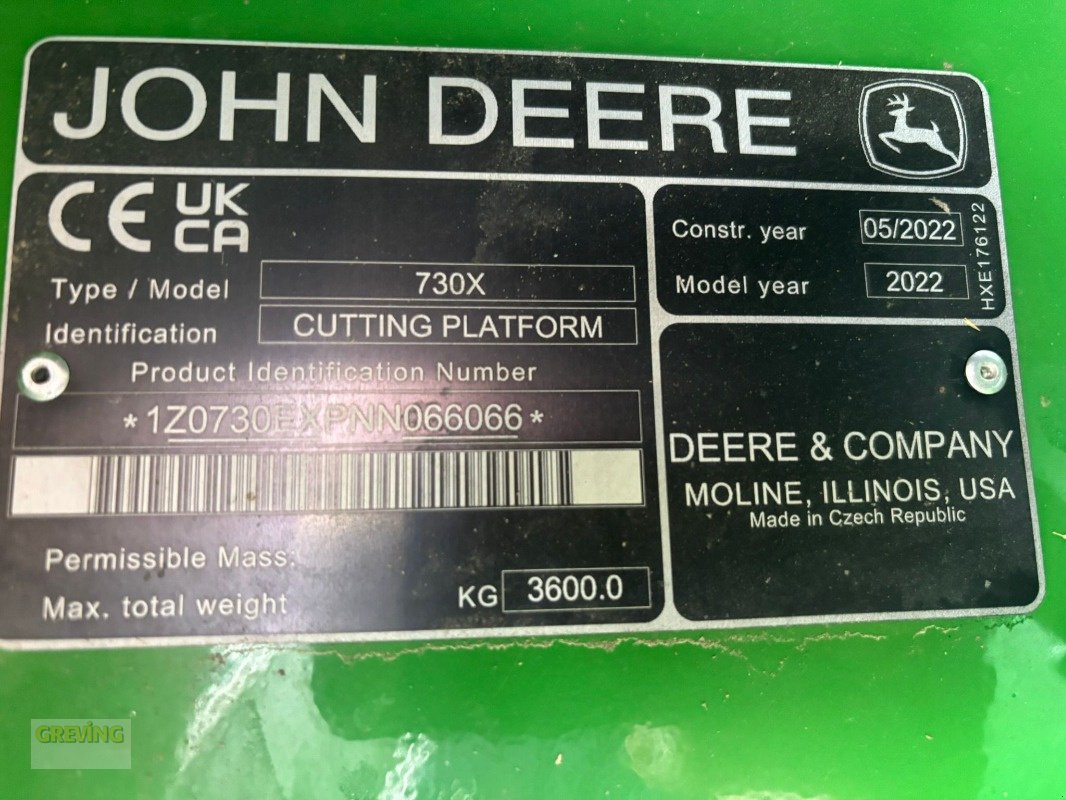 JOHN DEERE
CE UK CA
Type / Model 730X
Identification CUTTING PLATFORM
Product Identification Number
*1Z0730EXPNN066066*
Permissible Mass:
Max. total weight KG 3600.0
Constr. year 05/2022
Model year 2022
HXE176122
DEERE & COMPANY
MOLINE, ILLINOIS, USA
Made in Czech Republic
GREVING